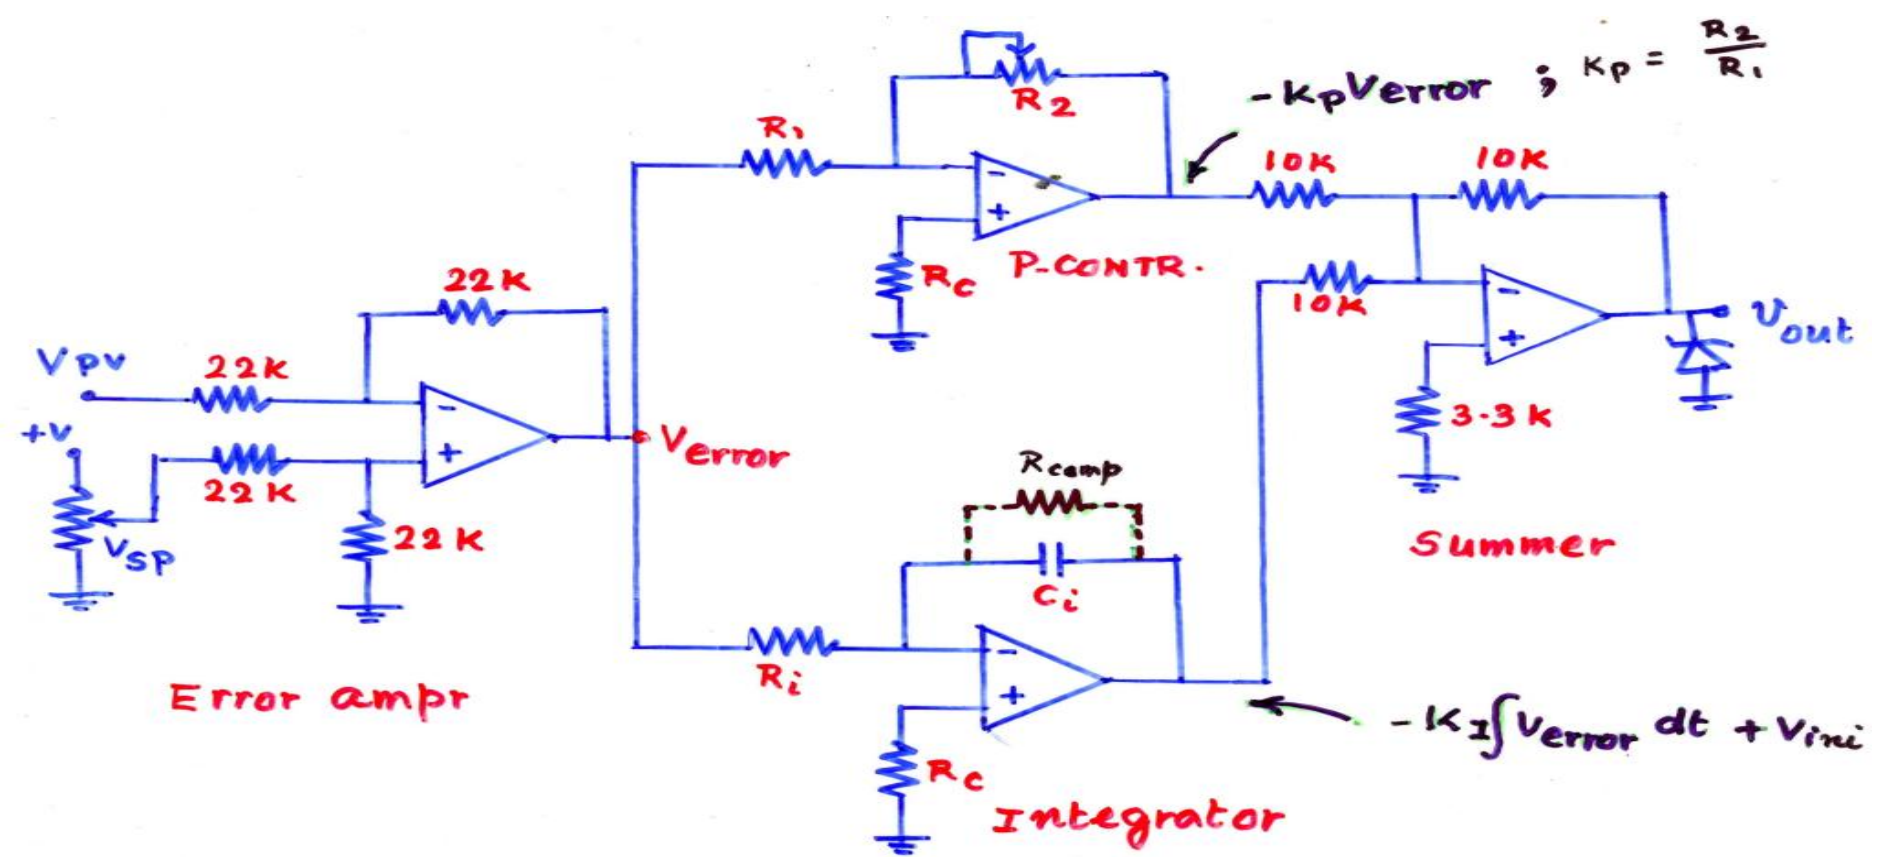 R2
Kp = ――
R1
-KpVerror ;
R2
R1
10K
10K
-
+
P-CONTR.
Rc
22K
Vpv
22K
+V
22K
Vsp
22K
-
+
Verror
10K
-
+
Vout
3.3K
Summer
Rcomp
Ci
Ri
-
+
Rc
Error ampr
Integrator
-KI∫Verror dt + Vini